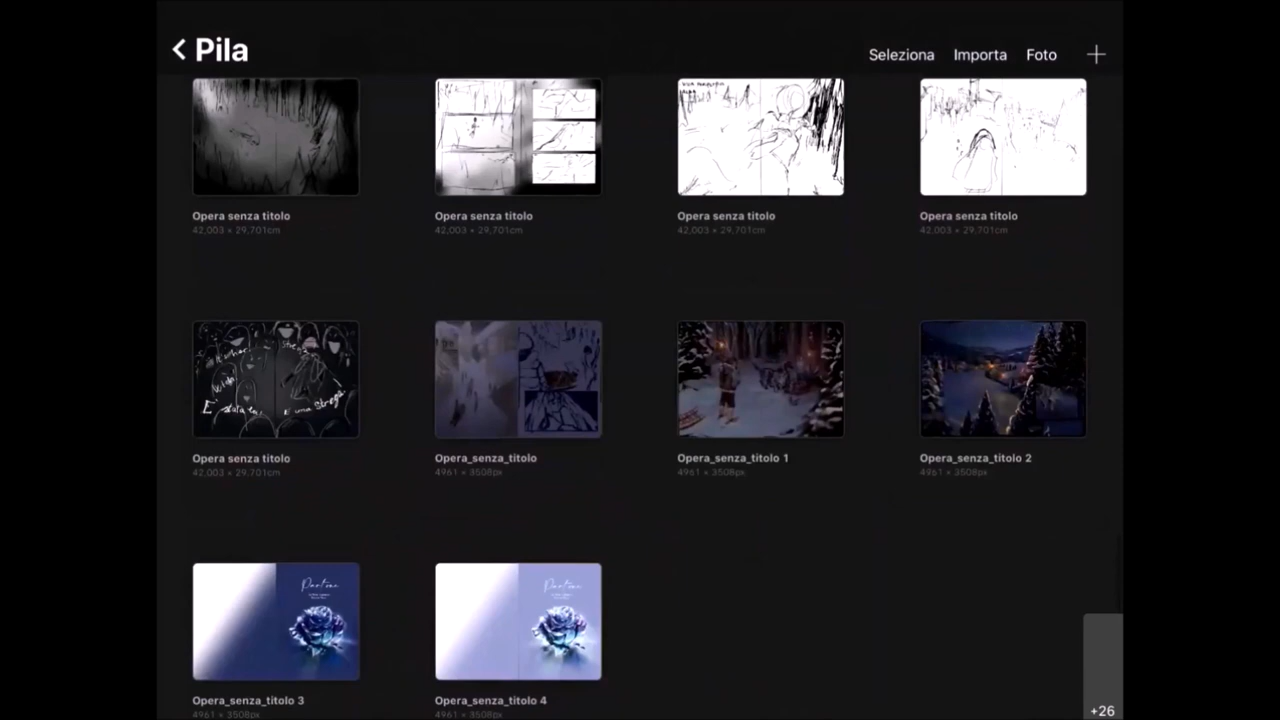 Pila
Seleziona Importa Foto
Opera senza titolo
42,003 × 29,701cm
Opera senza titolo
42,003 × 29,701cm
Opera senza titolo
42,003 × 29,701cm
Opera senza titolo
42,003 × 29,701cm
E una Strega
Opera senza titolo
42,003 × 29,701cm
Opera_senza_titolo
4961 × 3508px
Opera_senza_titolo 1
4961 × 3508px
Opera_senza_titolo 2
4961 × 3508px
Opera_senza_titolo 3
4961 × 3508px
Opera_senza_titolo 4
4961 × 3508px
+26